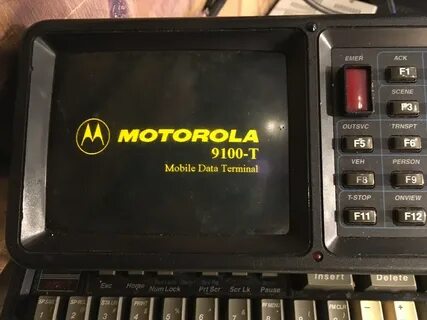 MOTOROLA
9100-T
Mobile Data Terminal
EMER
ACK
F1
SCENE
F3
OUTSVC
TRNSPT
F5
F6
VEH
PERSON
F8
F9
T-STOP
ONVIEW
F11
F12
Esc
Home
Num Lock
Prt Scr
Scr Lk
Pause
Insert
Delete